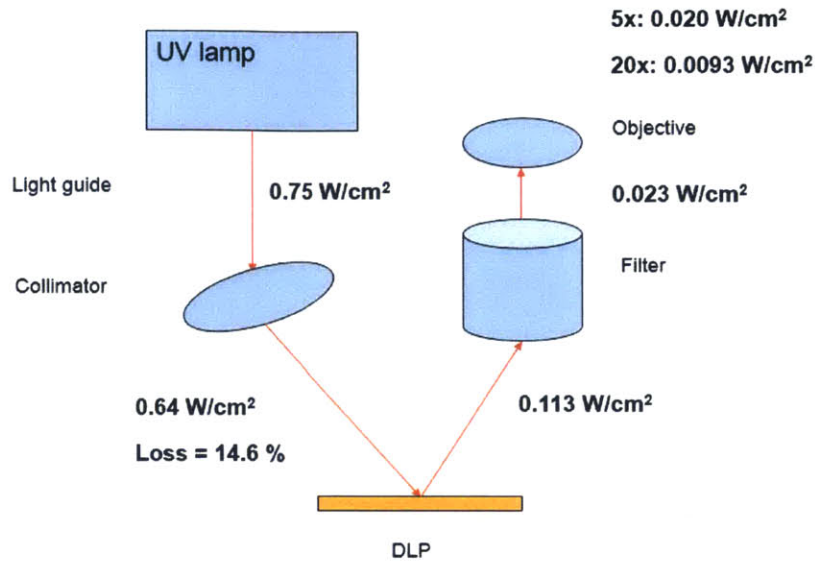 5x: 0.020 W/cm²
UV lamp
20x: 0.0093 W/cm²
Objective
Light guide
0.75 W/cm²
0.023 W/cm²
Filter
Collimator
0.64 W/cm²
0.113 W/cm²
Loss = 14.6 %
DLP